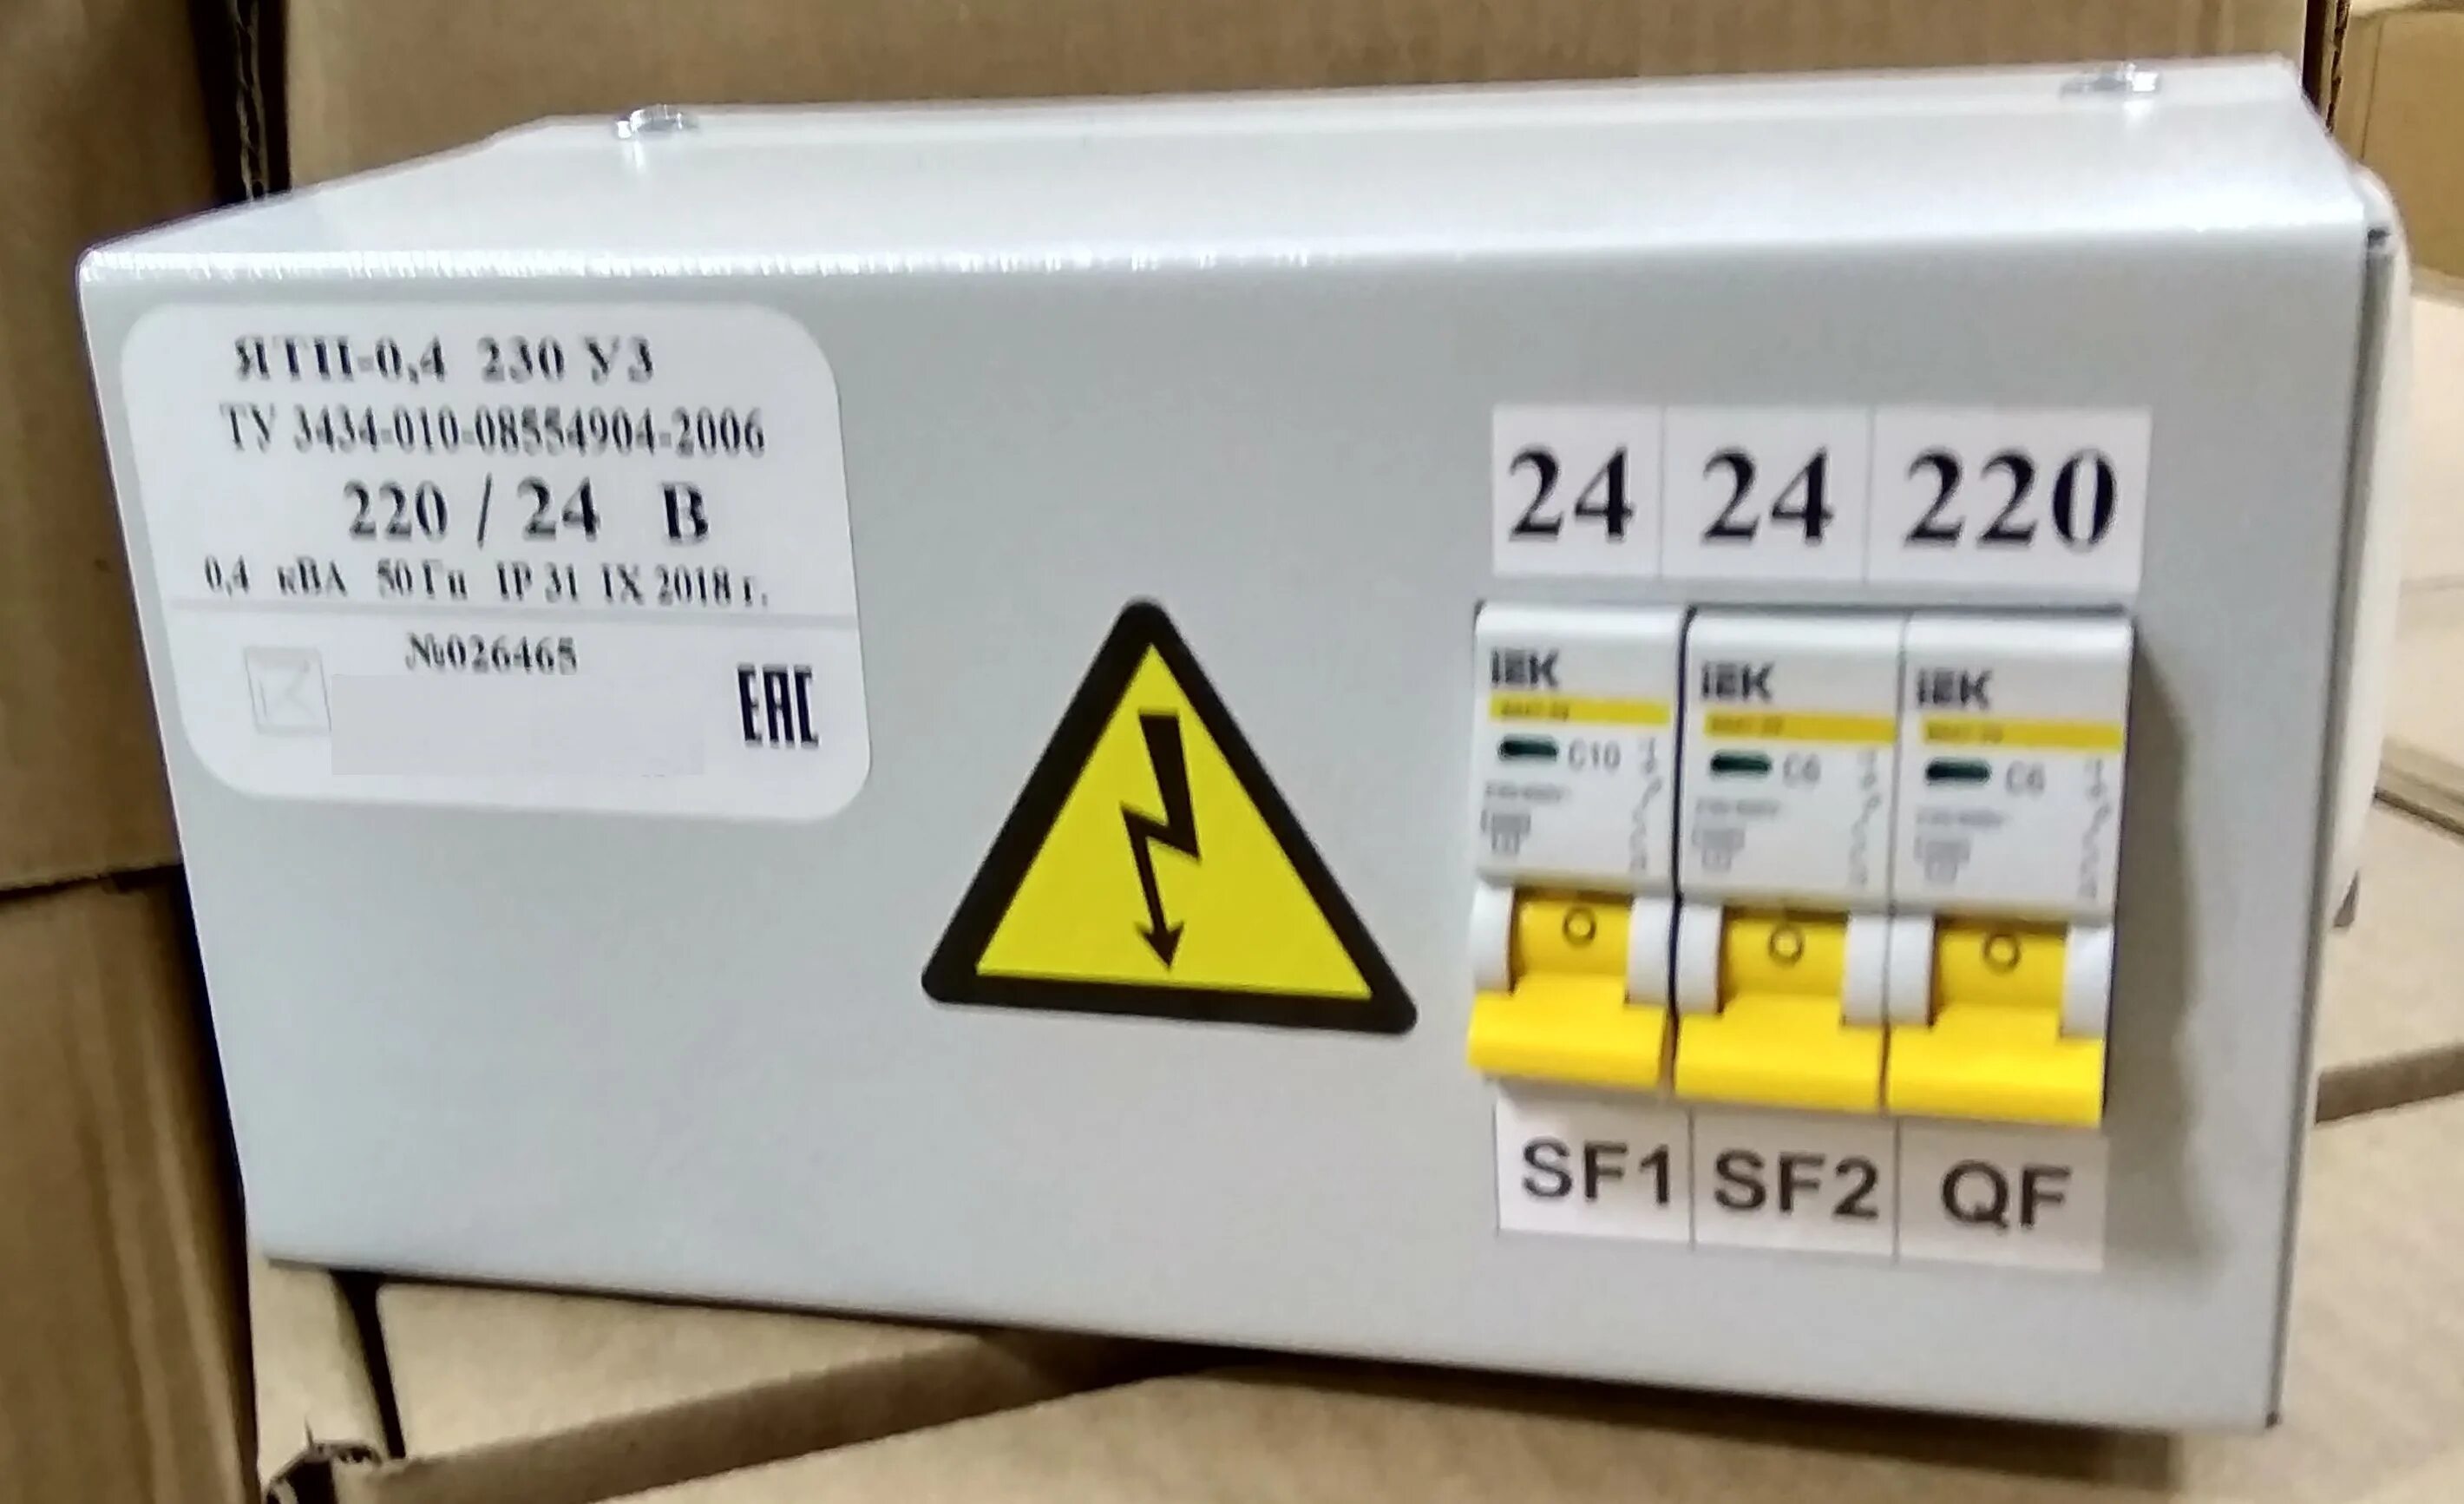 ЯТП-0,4 230 У3
ТУ 3434-010-08554904-2006
220 / 24 В
0,4 кВА 50 Гц IP 31 IX 2018 г.
№026465
EAC
24 24 220
IEK IEK IEK
C10 C6 C6
SF1 SF2 QF